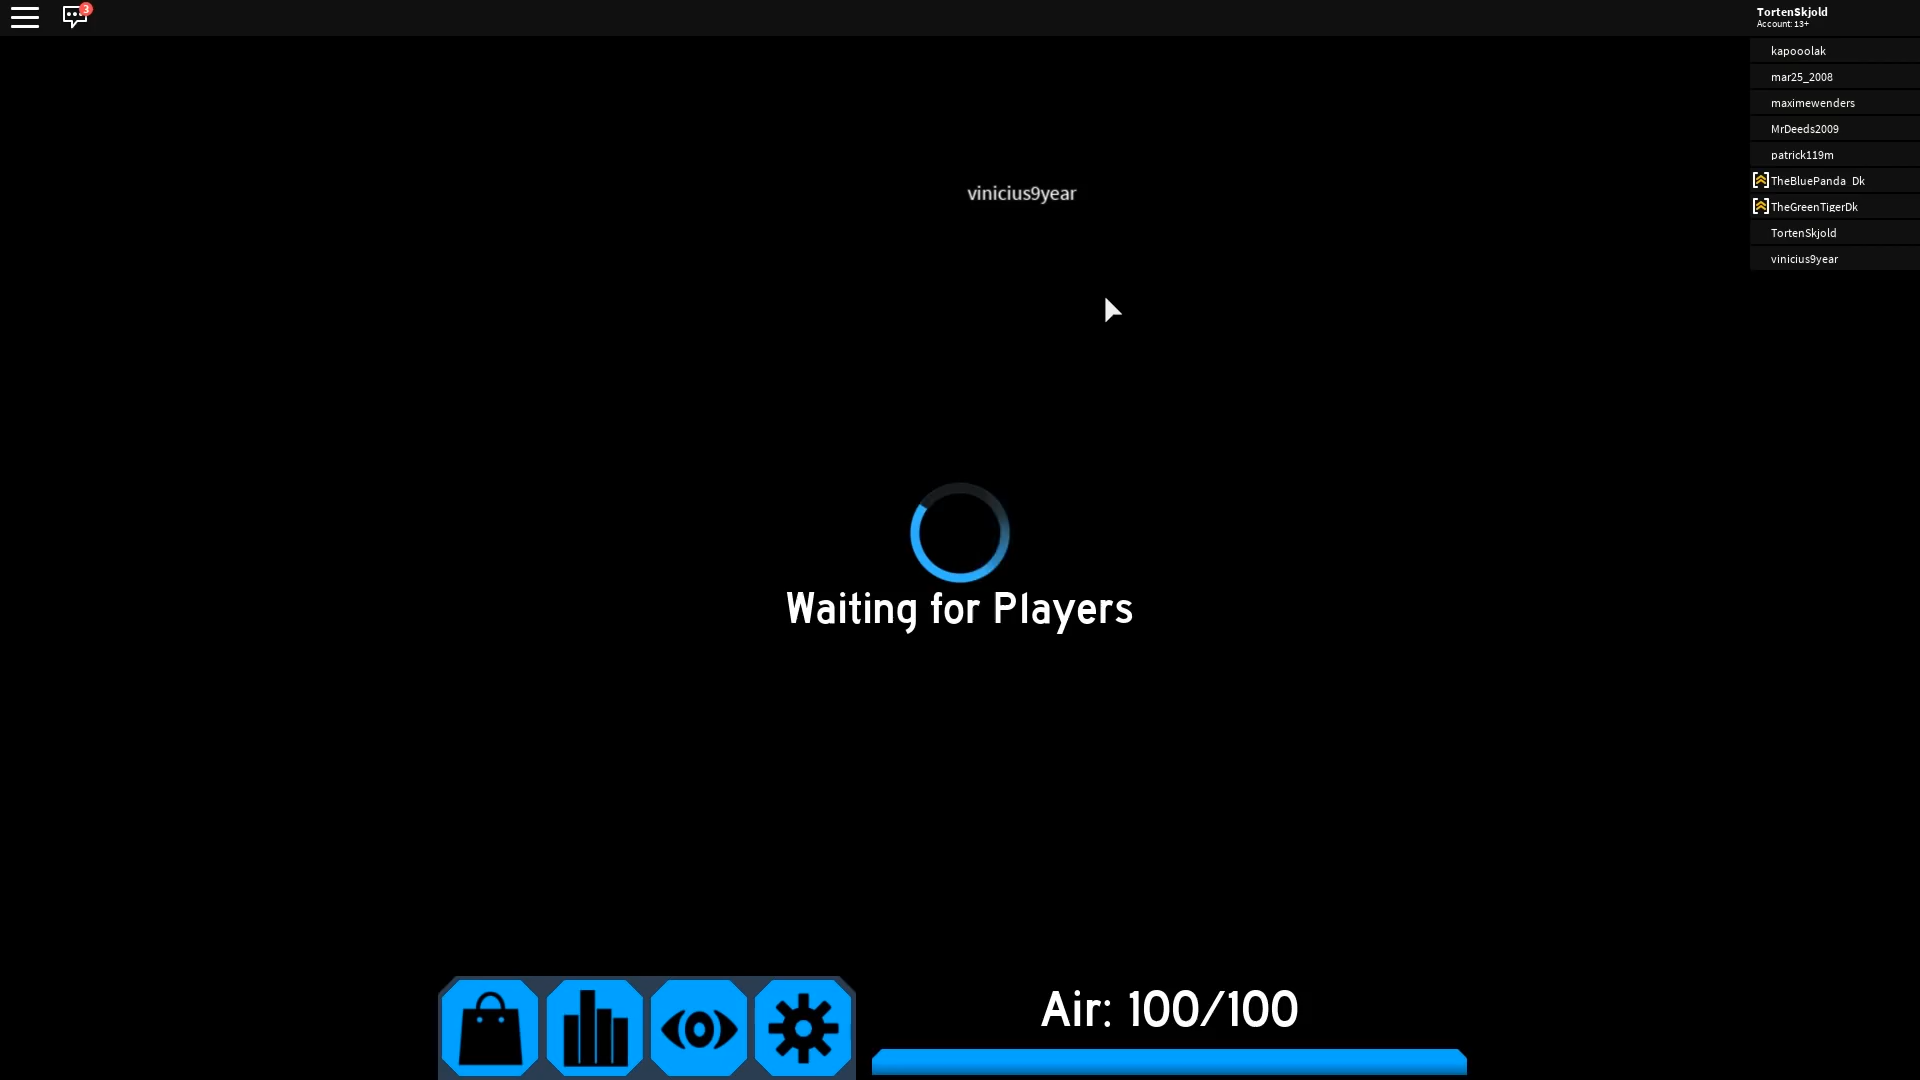 3
TortenSkjold
Account: 13+
kapooolak
mar25_2008
maximewenders
MrDeeds2009
patrick119m
TheBluePanda_Dk
TheGreenTigerDk
TortenSkjold
vinicius9year
vinicius9year
Waiting for Players
Air: 100/100